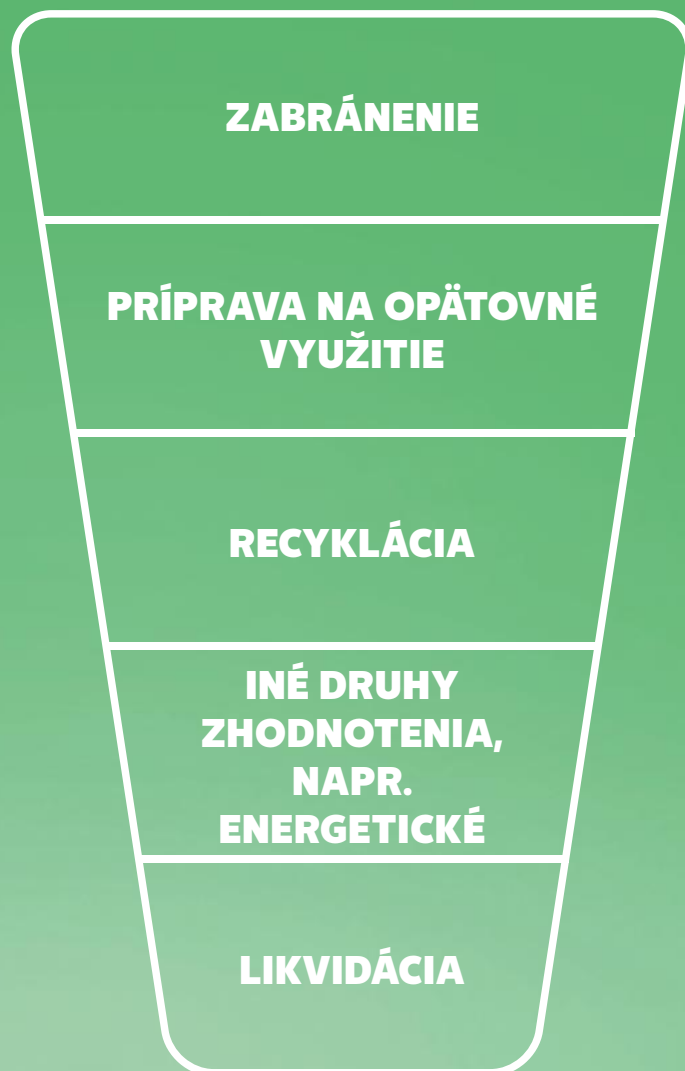 ZABRÁNENIE
PRÍPRAVA NA OPÄTOVNÉ
VYUŽITIE
RECYKLÁCIA
INÉ DRUHY
ZHODNOTENIA,
NAPR.
ENERGETICKÉ
LIKVIDÁCIA